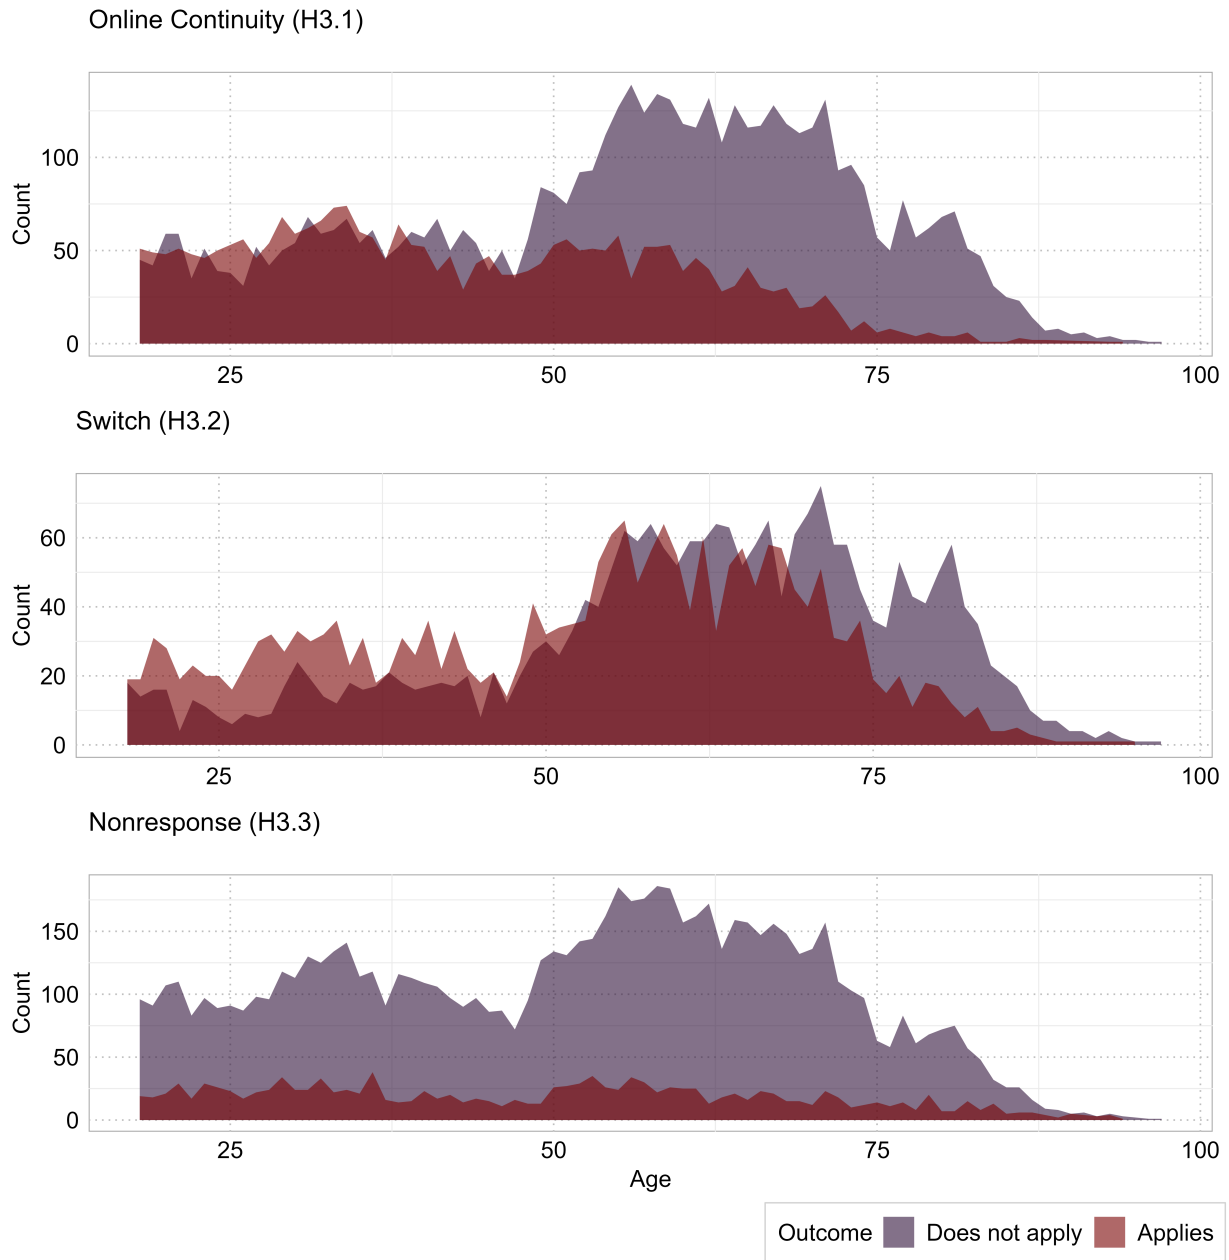 Online Continuity (H3.1)
Count
100
50
0
25 50 75 100
Switch (H3.2)
Count
60
40
20
0
25 50 75 100
Nonresponse (H3.3)
Count
150
100
50
0
25 50 75 100
Age
Outcome Does not apply Applies